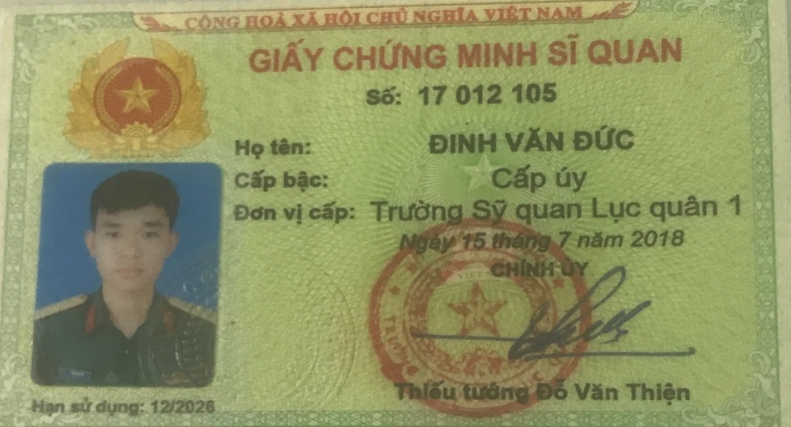 CỘNG HOÀ XÃ HỘI CHỦ NGHĨA VIỆT NAM
GIẤY CHỨNG MINH SĨ QUAN
Số: 17 012 105
Họ tên: ĐINH VĂN ĐỨC
Cấp bậc: Cấp úy
Đơn vị cấp: Trường Sỹ quan Lục quân 1
Ngày 15 tháng 7 năm 2018
CHÍNH ỦY
Thiếu tướng Đỗ Văn Thiện
Hạn sử dụng: 12/2026